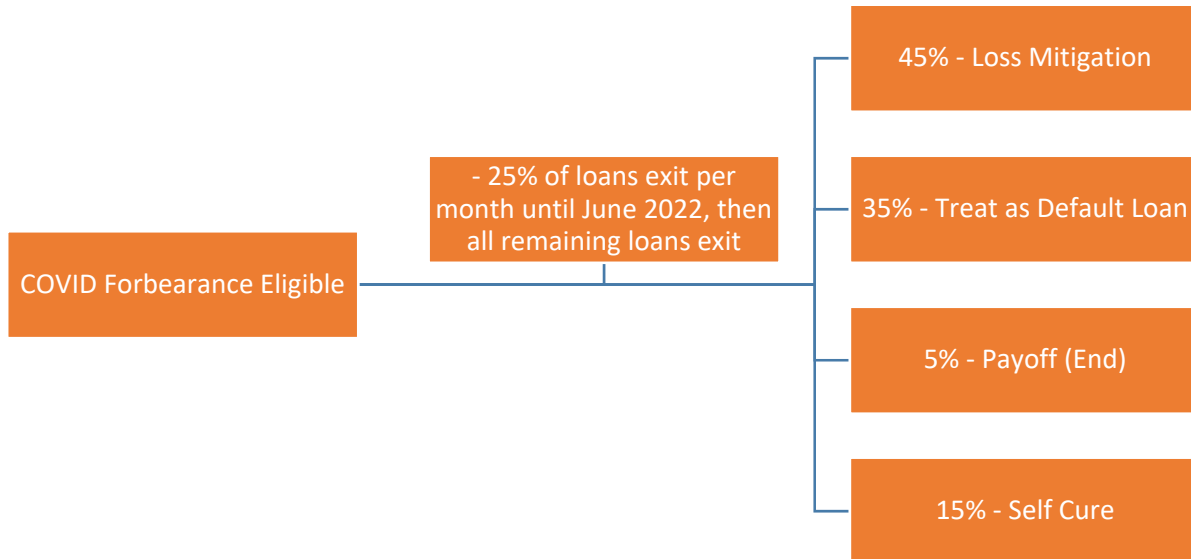 COVID Forbearance Eligible
- 25% of loans exit per
month until June 2022, then
all remaining loans exit
45% - Loss Mitigation
35% - Treat as Default Loan
5% - Payoff (End)
15% - Self Cure